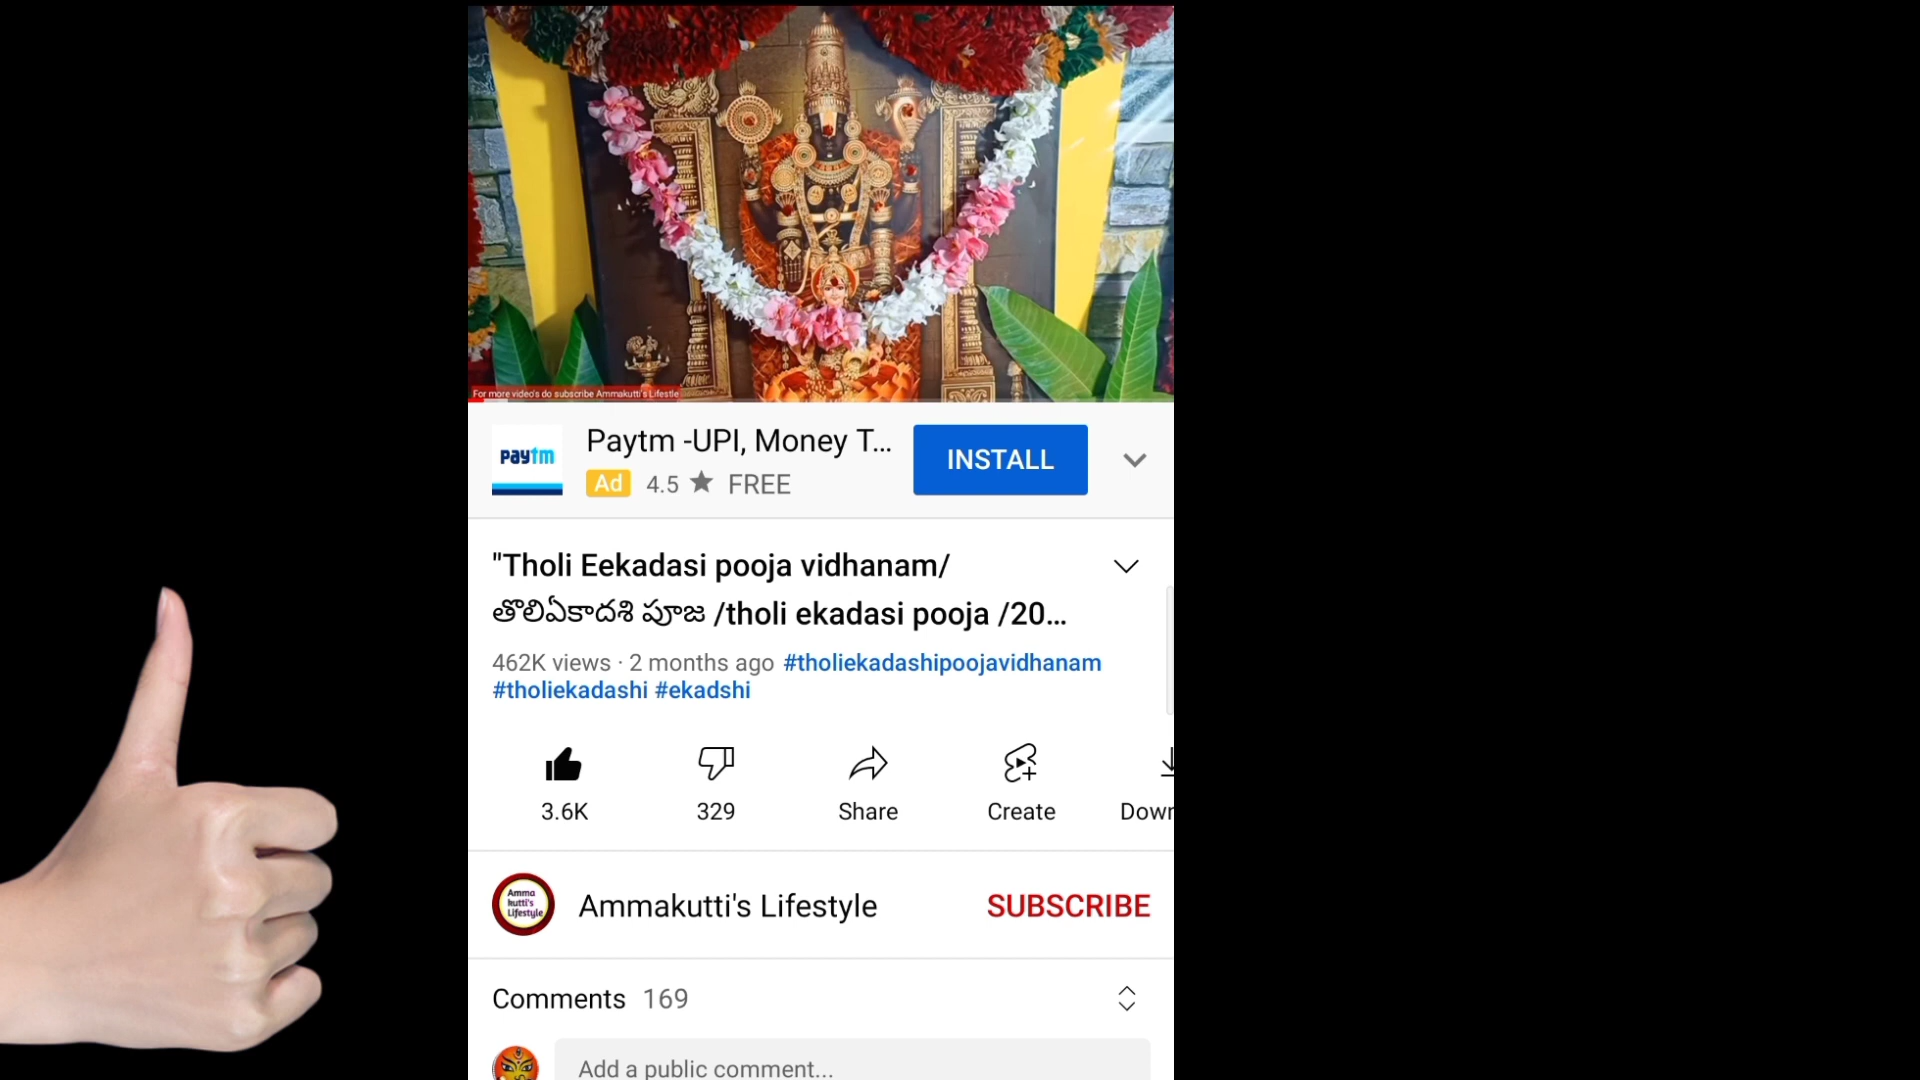 For more video's do subscribe Ammakutti's Lifestle
paytm
Paytm -UPI, Money T...
INSTALL
Ad 4.5 ★ FREE
"Tholi Eekadasi pooja vidhanam/
తొలిఏకాదశి పూజ /tholi ekadasi pooja /20...
462K views · 2 months ago #tholiekadashipoojavidhanam
#tholiekadashi #ekadshi
3.6K 329 Share Create Down
Amma
kutti's
Lifestyle
Ammakutti's Lifestyle SUBSCRIBE
Comments 169
Add a public comment...